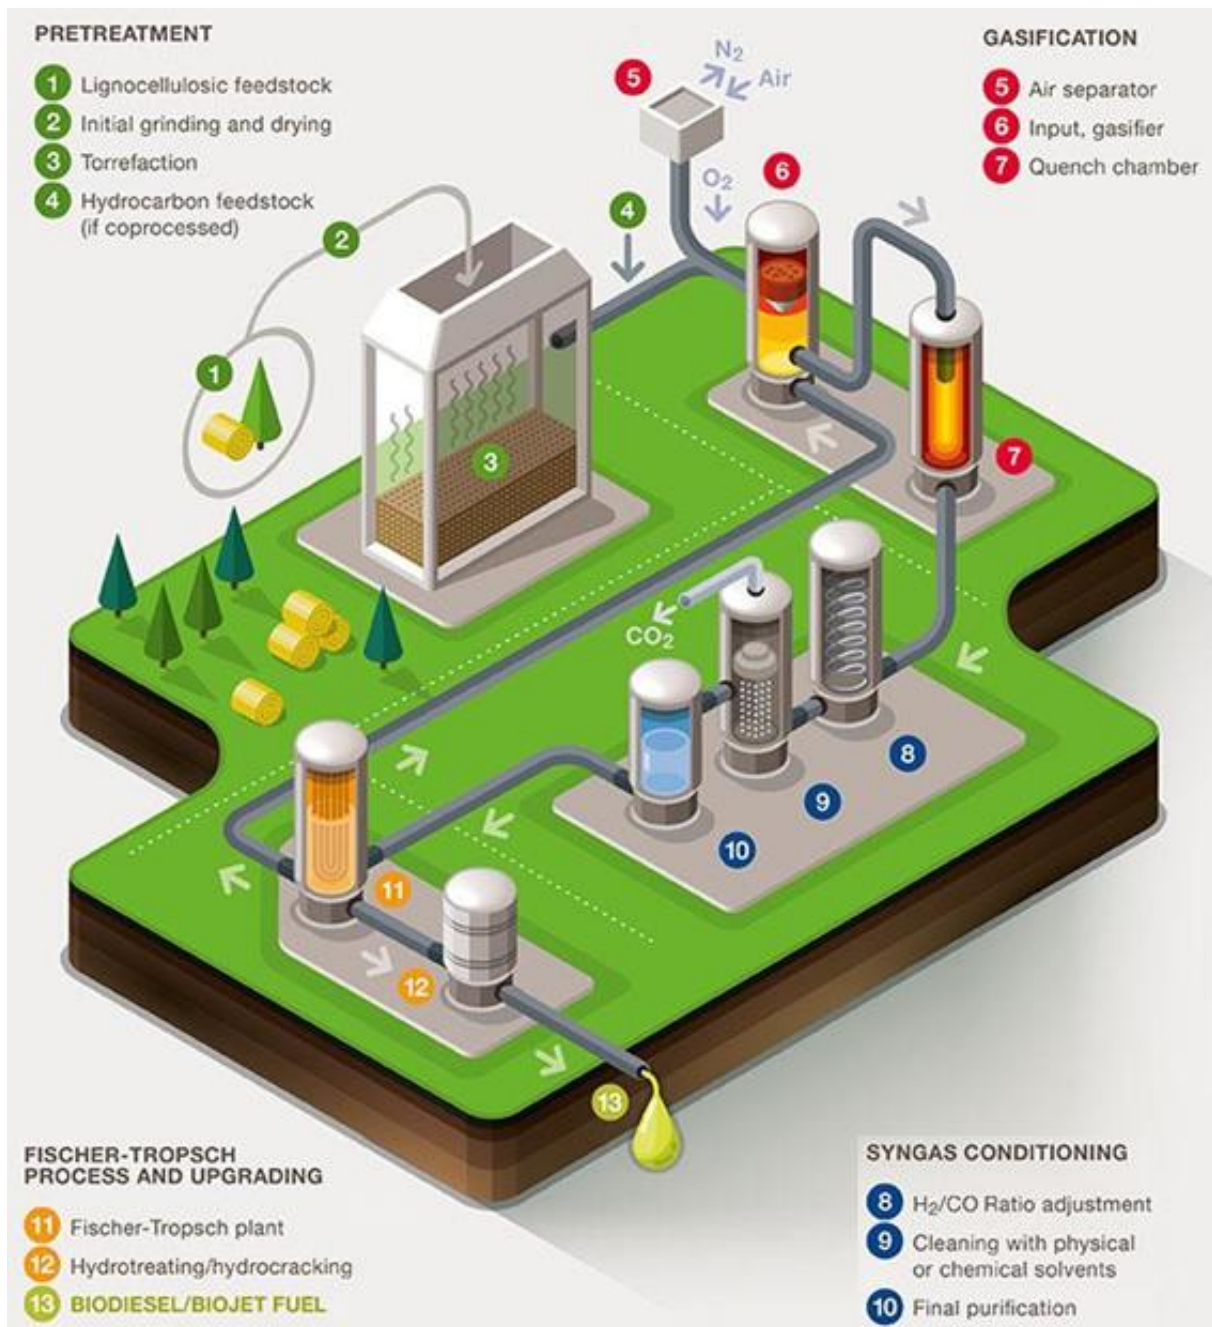 PRETREATMENT
1 Lignocellulosic feedstock
2 Initial grinding and drying
3 Torrefaction
4 Hydrocarbon feedstock
(if coprocessed)
GASIFICATION
5 Air separator
6 Input, gasifier
7 Quench chamber
N2
Air
5
O2
6
4
2
1
3
7
CO2
8
9
10
11
12
13
FISCHER-TROPSCH
PROCESS AND UPGRADING
11 Fischer-Tropsch plant
12 Hydrotreating/hydrocracking
13 BIODIESEL/BIOJET FUEL
SYNGAS CONDITIONING
8 H2/CO Ratio adjustment
9 Cleaning with physical
or chemical solvents
10 Final purification